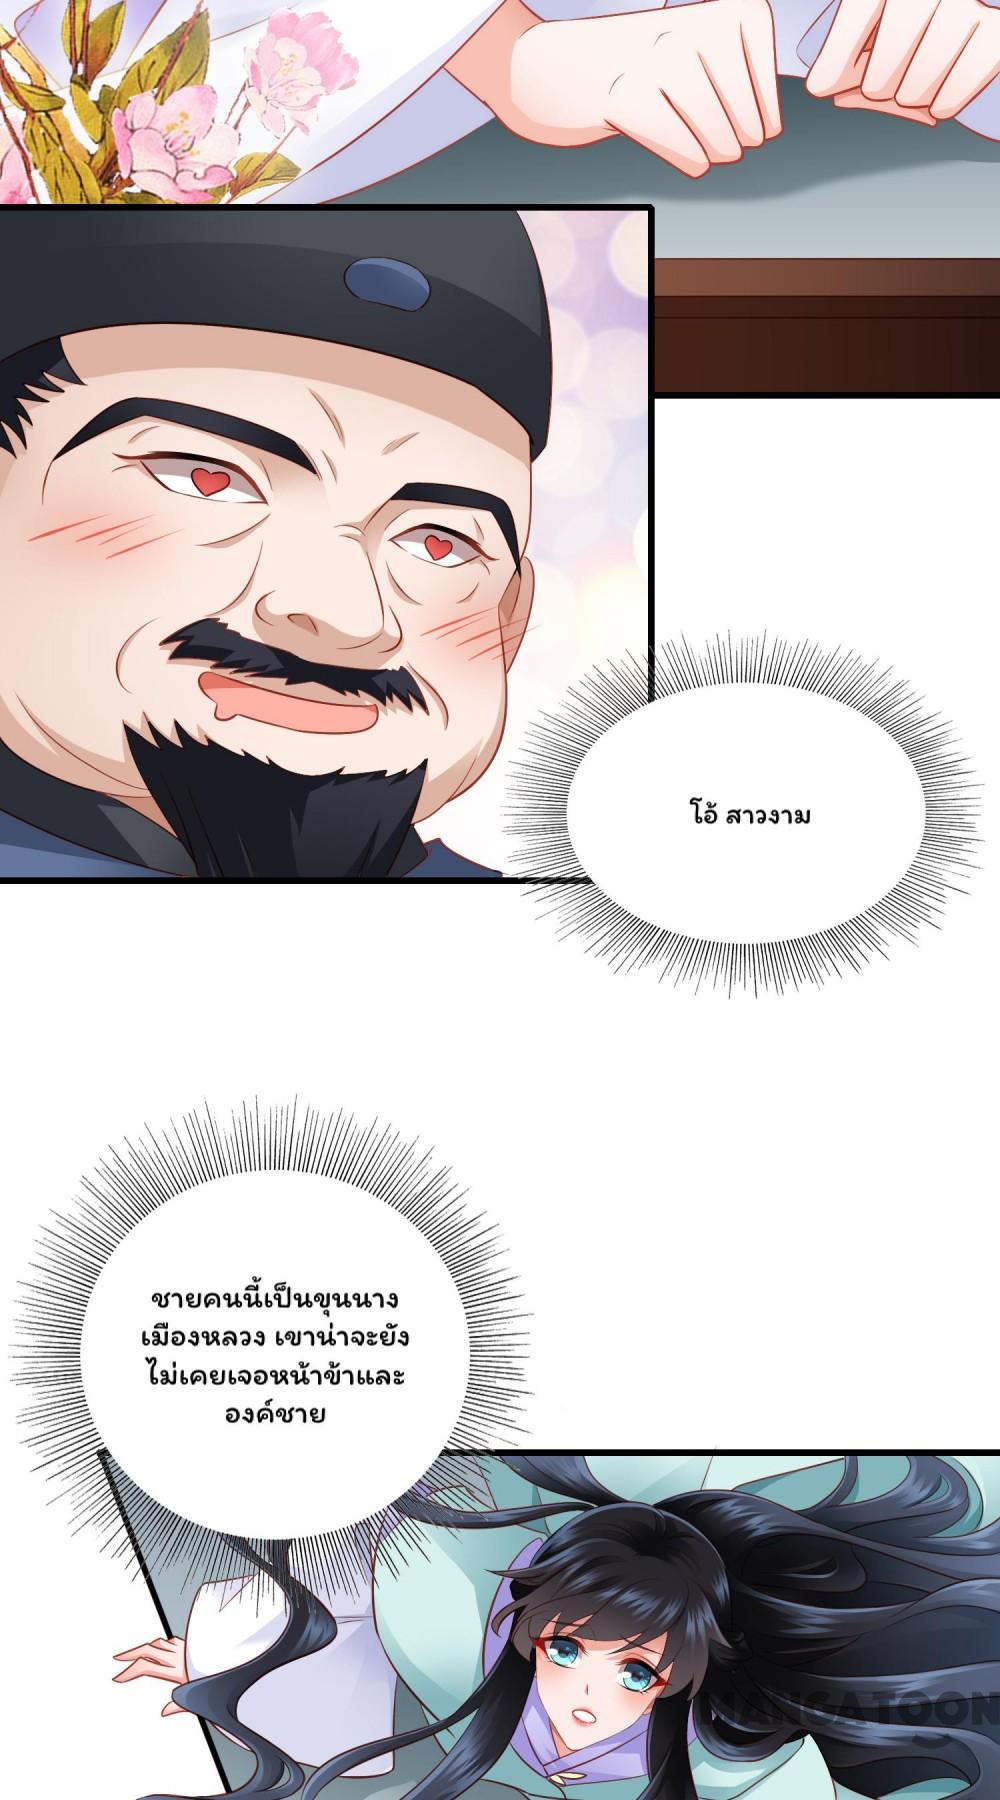 โอ้ สาวงาม
ชายคนนี้เป็นขุนนาง
เมืองหลวง เขาน่าจะยัง
ไม่เคยเจอหน้าข้าและ
องค์ชาย
MANGATOON